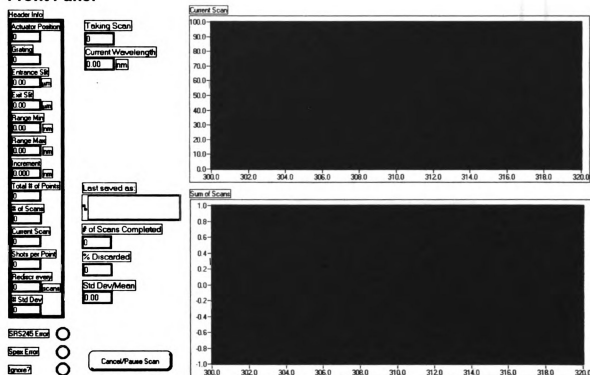 Front Panel
Header Info
Actuator Position
0
Grating
0
Entrance Slit
0.00 µm
Exit Slit
0.00 µm
Range Min
0.00 nm
Range Max
0.00 nm
Increment
0.000 nm
Total # of Points
0
# of Scans
0
Current Scan
0
Shots per Point
0
Rediscr every
0 scans
# Std Dev
0
SRS245 Error
Spex Error
Ignore?
Taking Scan
0
Current Wavelength
0.00 nm
Last saved as:
# of Scans Completed
0
% Discarded
0
Std Dev/Mean
0.00
Cancel/Pause Scan
Current Scan
100.0
90.0
80.0
70.0
60.0
50.0
40.0
30.0
20.0
10.0
0.0
300.0 302.0 304.0 306.0 308.0 310.0 312.0 314.0 316.0 318.0 320.0
Sum of Scans
1.0
0.8
0.6
0.4
0.2
0.0
-0.2
-0.4
-0.6
-0.8
-1.0
300.0 302.0 304.0 306.0 308.0 310.0 312.0 314.0 316.0 318.0 320.0